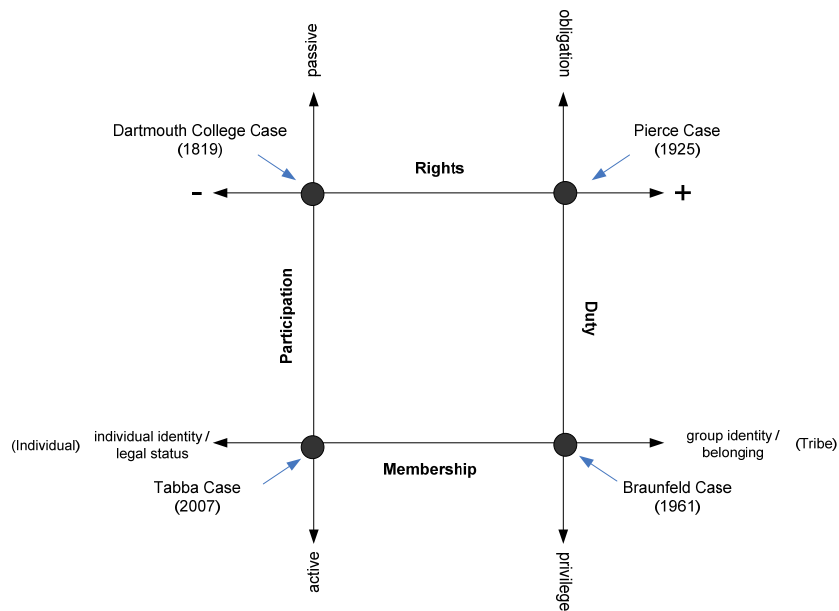 passive
obligation
Dartmouth College Case
(1819)
Pierce Case
(1925)
Rights
-
+
Participation
Duty
(Individual)
individual identity /
legal status
group identity /
belonging
(Tribe)
Membership
Tabba Case
(2007)
Braunfeld Case
(1961)
active
privilege